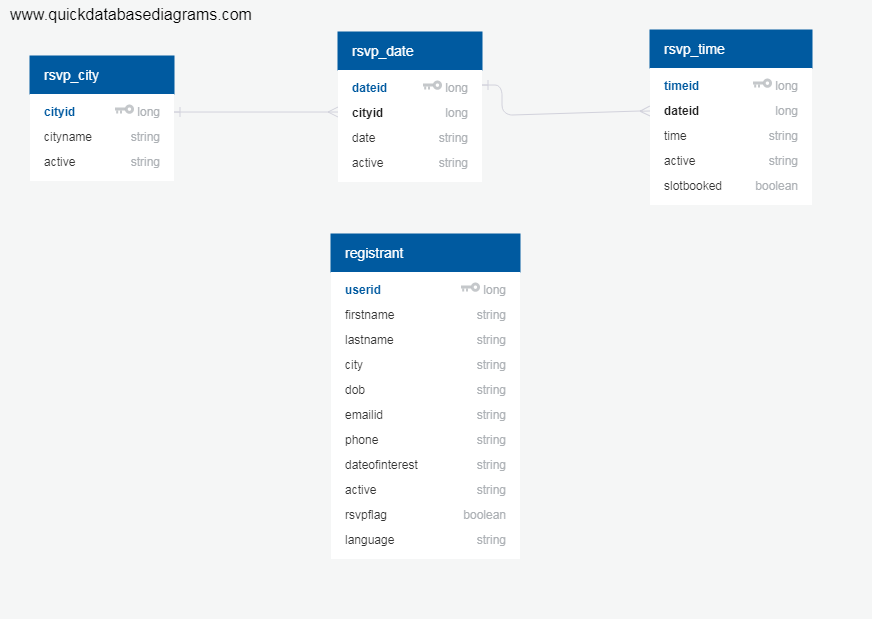 www.quickdatabasediagrams.com
rsvp_city
cityid long
cityname string
active string
rsvp_date
dateid long
cityid long
date string
active string
rsvp_time
timeid long
dateid long
time string
active string
slotbooked boolean
registrant
userid long
firstname string
lastname string
city string
dob string
emailid string
phone string
dateofinterest string
active string
rsvpflag boolean
language string